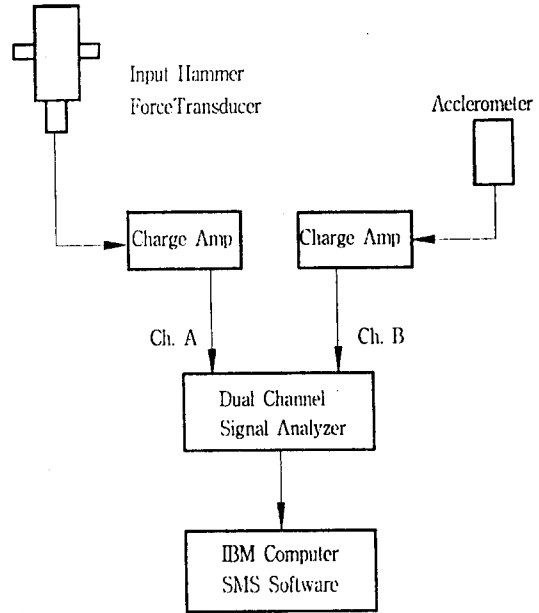 Input Hammer
ForceTransducer
Acclerometer
Charge Amp
Charge Amp
Ch. A
Ch. B
Dual Channel
Signal Analyzer
IBM Computer
SMS Software